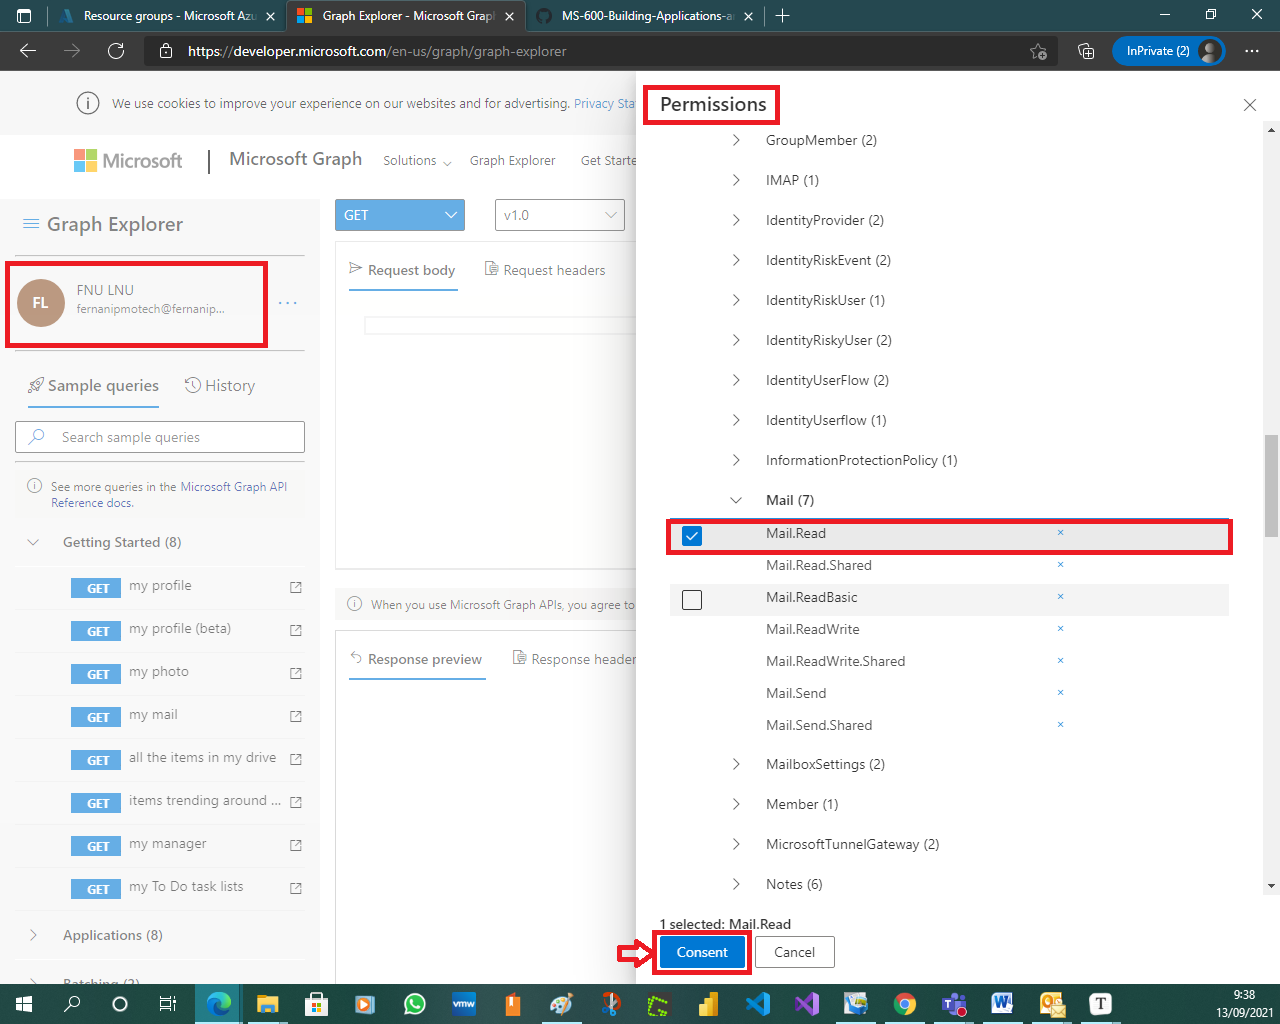 Resource groups - Microsoft Azu
Graph Explorer - Microsoft Grap
MS-600-Building-Applications-a
https://developer.microsoft.com/en-us/graph/graph-explorer
InPrivate (2)
We use cookies to improve your experience on our websites and for advertising. Privacy Sta
Microsoft
Microsoft Graph
Solutions
Graph Explorer
Get Starte
Graph Explorer
FL
FNU LNU
fernanipmotech@fernanip...
Sample queries
History
Search sample queries
See more queries in the Microsoft Graph API
Reference docs.
Getting Started (8)
GET my profile
GET my profile (beta)
GET my photo
GET my mail
GET all the items in my drive
GET items trending around ...
GET my manager
GET my To Do task lists
Applications (8)
Batching (2)
GET
v1.0
Request body
Request headers
When you use Microsoft Graph APIs, you agree to
Response preview
Response header
Permissions
GroupMember (2)
IMAP (1)
IdentityProvider (2)
IdentityRiskEvent (2)
IdentityRiskUser (1)
IdentityRiskyUser (2)
IdentityUserFlow (2)
IdentityUserflow (1)
InformationProtectionPolicy (1)
Mail (7)
Mail.Read
Mail.Read.Shared
Mail.ReadBasic
Mail.ReadWrite
Mail.ReadWrite.Shared
Mail.Send
Mail.Send.Shared
MailboxSettings (2)
Member (1)
MicrosoftTunnelGateway (2)
Notes (6)
1 selected: Mail.Read
Consent
Cancel
vmw
9:38
13/09/2021